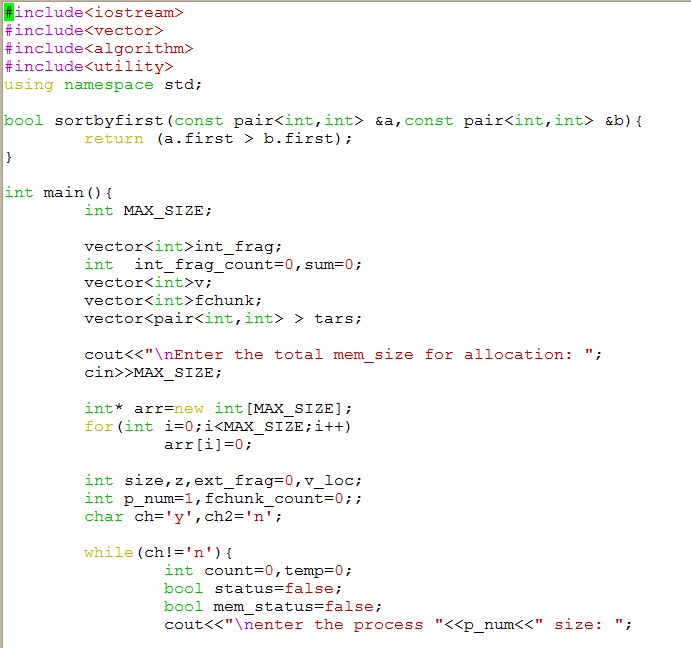 #include<iostream>
#include<vector>
#include<algorithm>
#include<utility>
using namespace std;

bool sortbyfirst(const pair<int,int> &a,const pair<int,int> &b){
        return (a.first > b.first);
}

int main(){
        int MAX_SIZE;

        vector<int>int_frag;
        int  int_frag_count=0,sum=0;
        vector<int>v;
        vector<int>fchunk;
        vector<pair<int,int> > tars;

        cout<<"\nEnter the total mem_size for allocation: ";
        cin>>MAX_SIZE;

        int* arr=new int[MAX_SIZE];
        for(int i=0;i<MAX_SIZE;i++)
                arr[i]=0;

        int size,z,ext_frag=0,v_loc;
        int p_num=1,fchunk_count=0;;
        char ch='y',ch2='n';

        while(ch!='n'){
                int count=0,temp=0;
                bool status=false;
                bool mem_status=false;
                cout<<"\nenter the process "<<p_num<<" size: ";